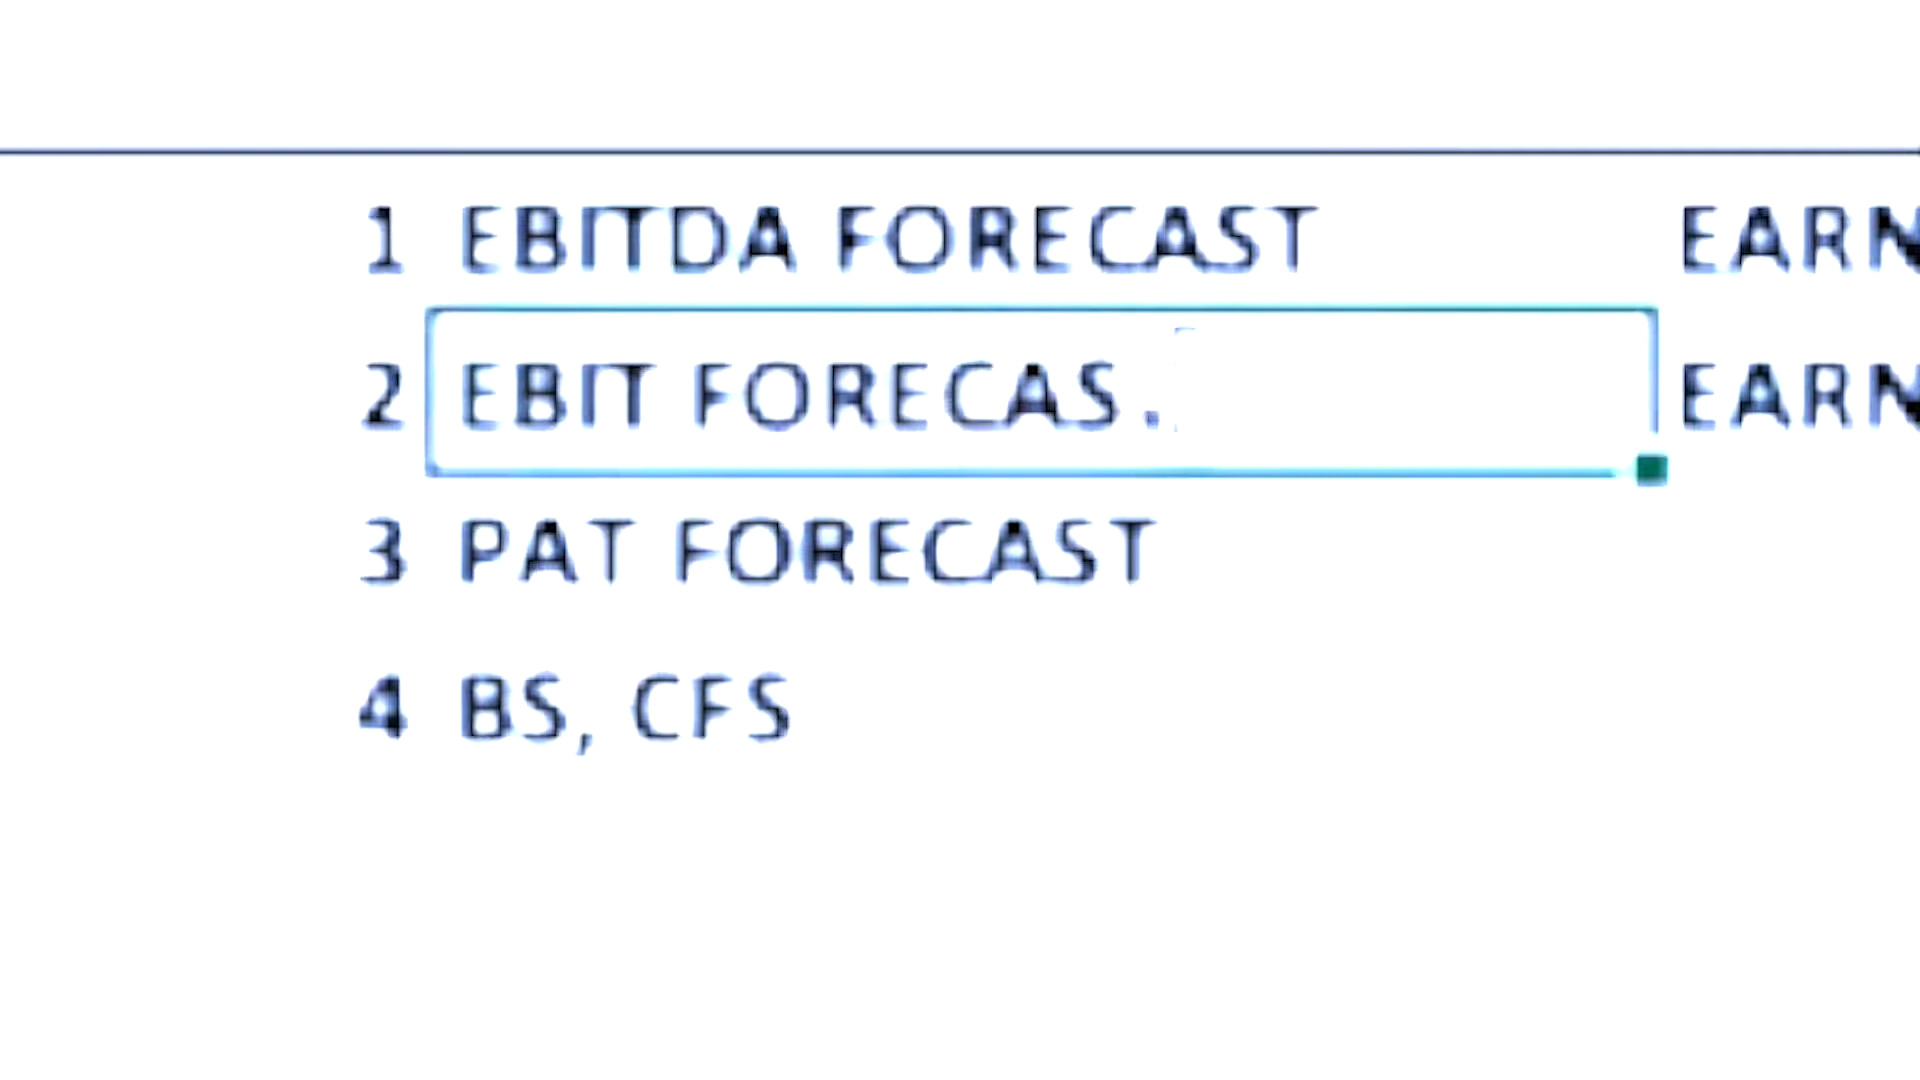 1 EBITDA FORECAST EARN
2 EBIT FORECAS. EARN
3 PAT FORECAST
4 BS, CFS